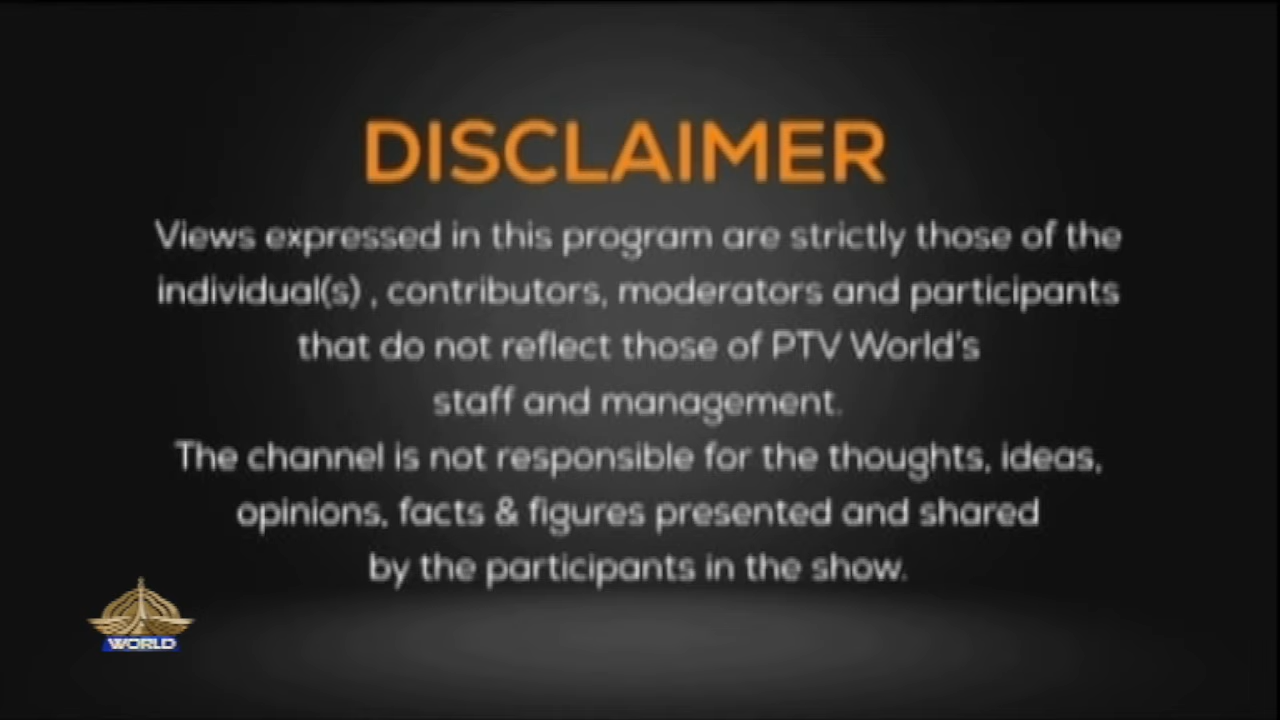 DISCLAIMER
Views expressed in this program are strictly those of the
individual(s) , contributors, moderators and participants
that do not reflect those of PTV World's
staff and management.
The channel is not responsible for the thoughts, ideas,
opinions, facts & figures presented and shared
by the participants in the show.
WORLD